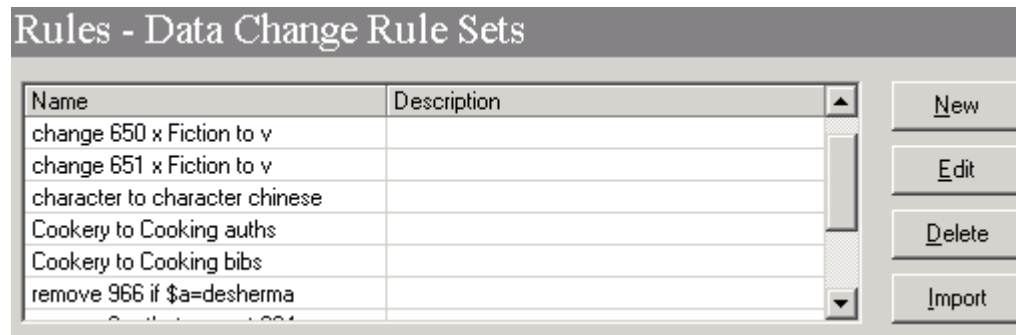 Rules - Data Change Rule Sets
Name Description
New
change 650 x Fiction to v
change 651 x Fiction to v
Edit
character to character chinese
Cookery to Cooking auths
Delete
Cookery to Cooking bibs
remove 966 if $a=desherma
Import